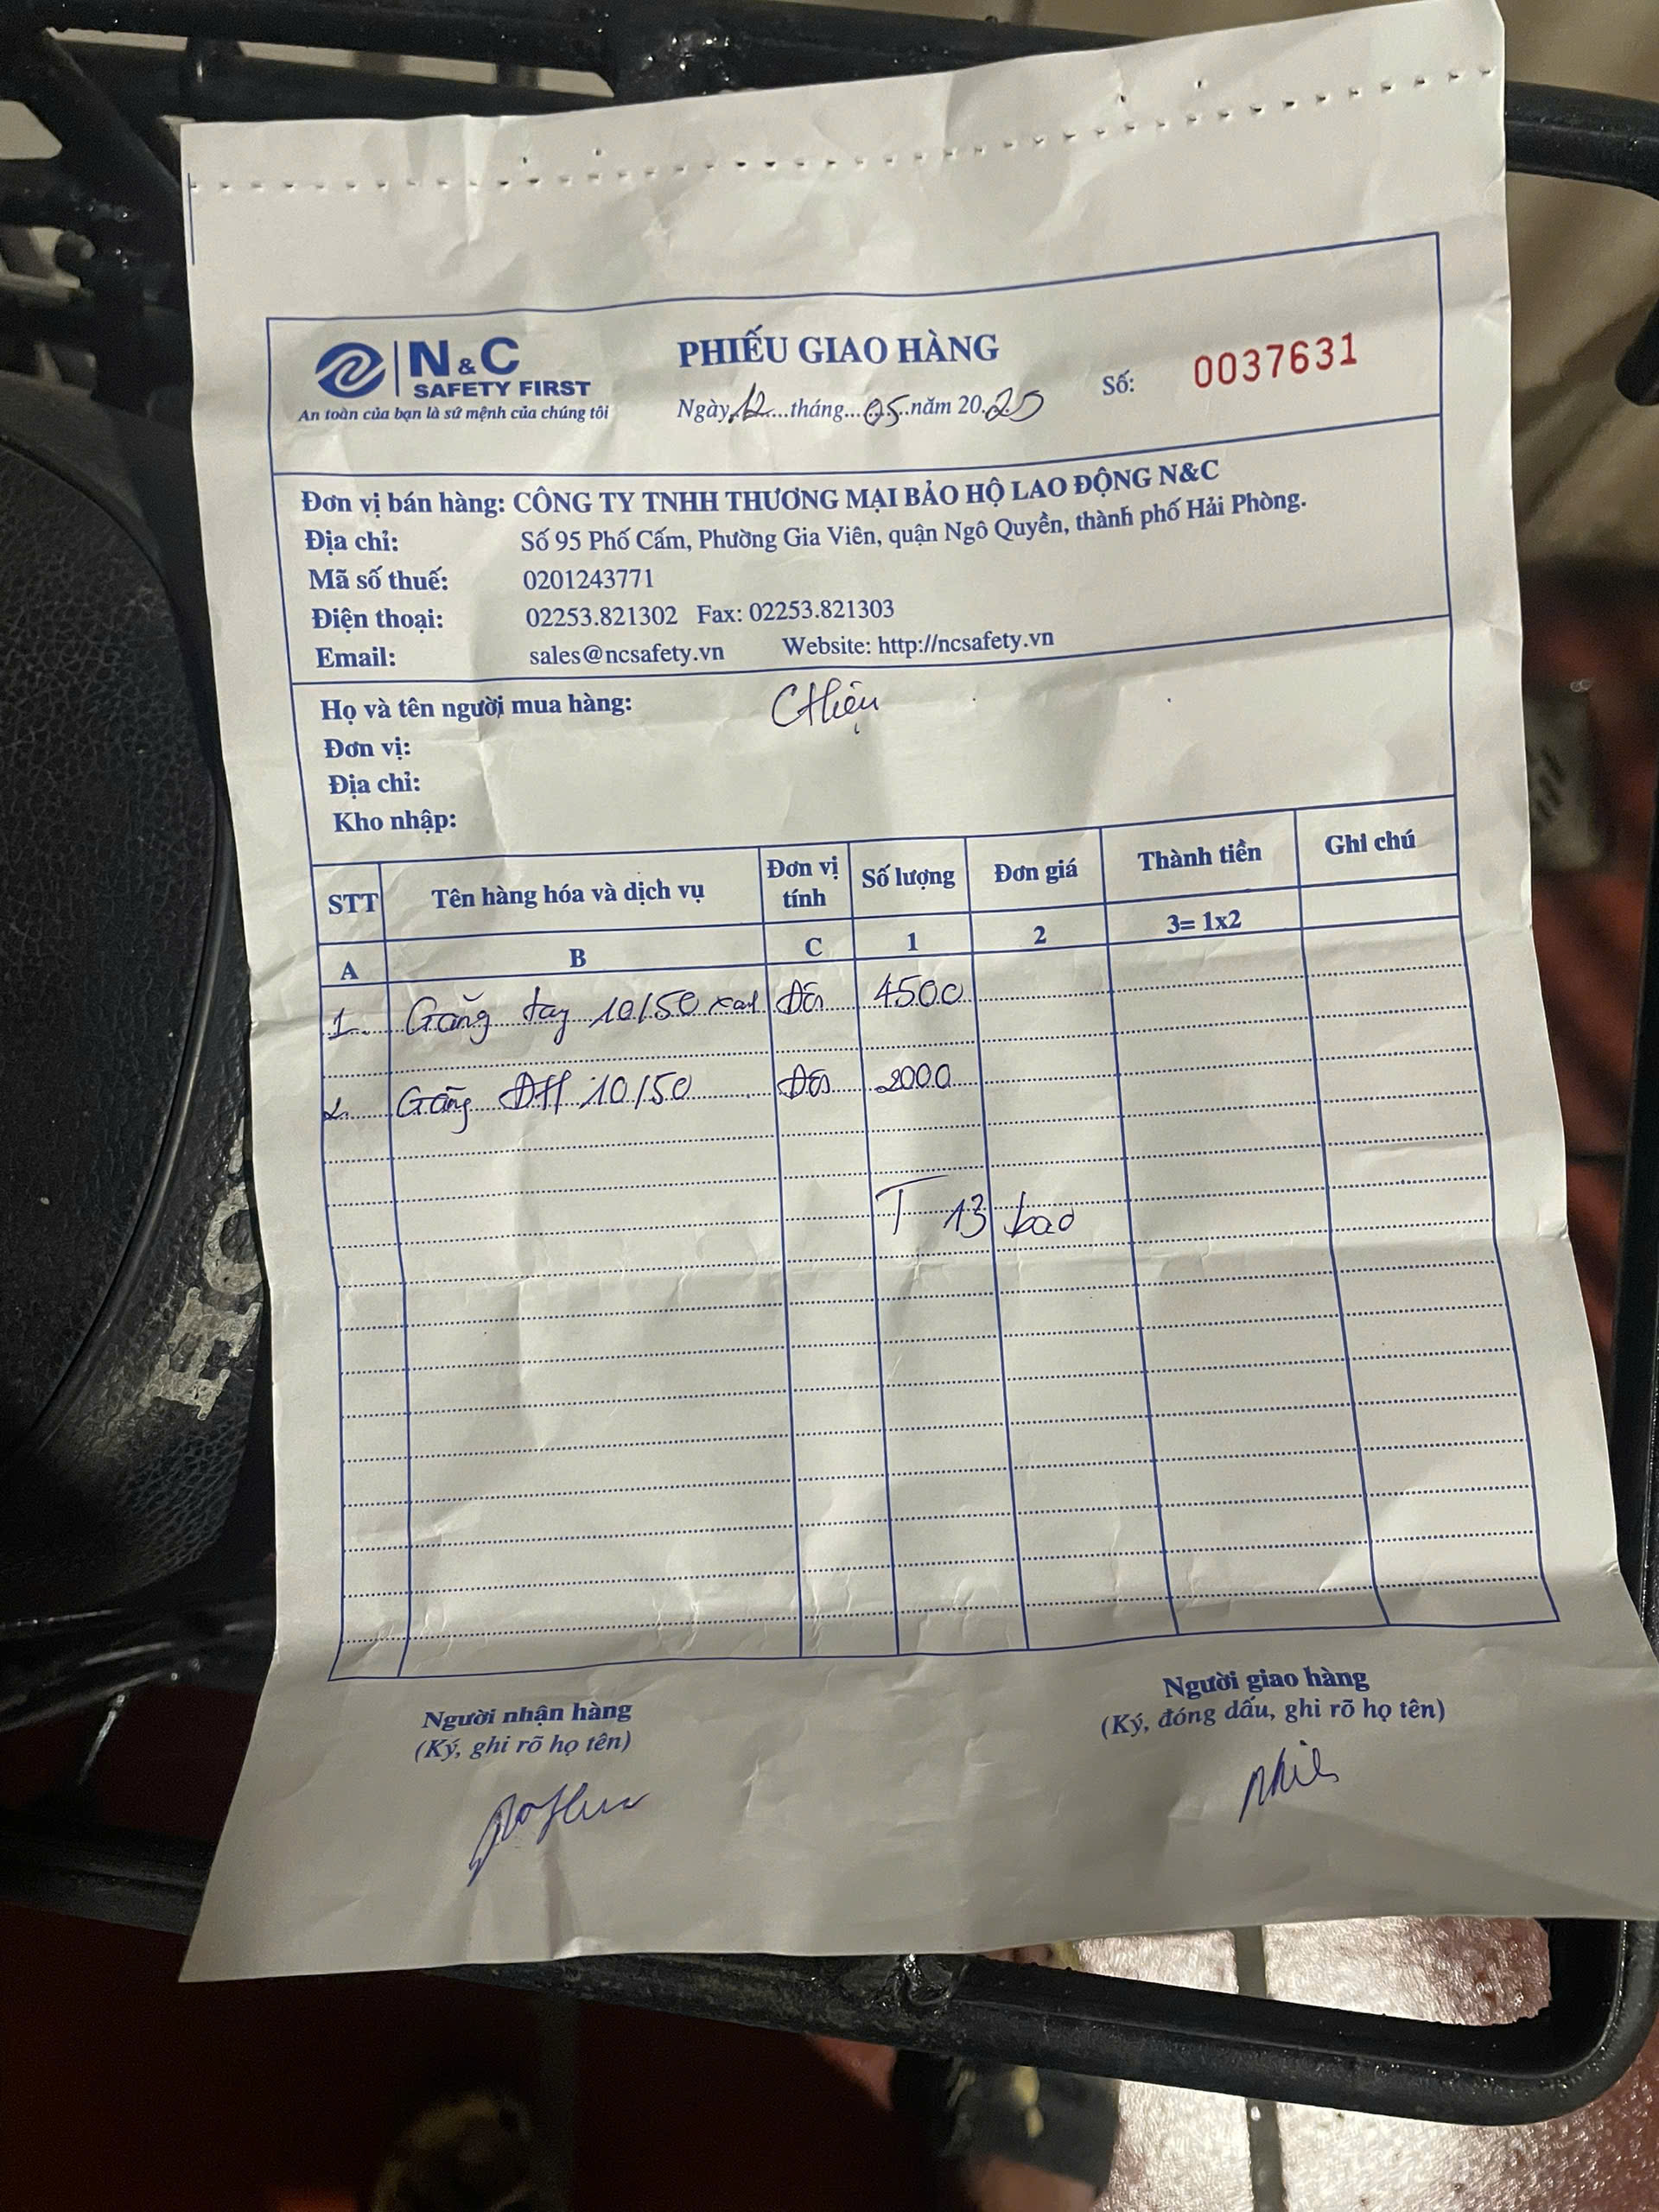 N&C
SAFETY FIRST
An toàn của bạn là sứ mệnh của chúng tôi
PHIẾU GIAO HÀNG
Ngày 12 tháng 05 năm 2025
Số: 0037631
Đơn vị bán hàng: CÔNG TY TNHH THƯƠNG MẠI BẢO HỘ LAO ĐỘNG N&C
Địa chỉ: Số 95 Phố Cấm, Phường Gia Viên, quận Ngô Quyền, thành phố Hải Phòng.
Mã số thuế: 0201243771
Điện thoại: 02253.821302 Fax: 02253.821303
Email: sales@ncsafety.vn Website: http://ncsafety.vn
Họ và tên người mua hàng: C Hiệu
Đơn vị:
Địa chỉ:
Kho nhập:
STT Tên hàng hóa và dịch vụ Đơn vị tính Số lượng Đơn giá Thành tiền Ghi chú
A B C 1 2 3= 1x2
1. Găng tay 10/50 Đôi 4500
2. Găng 10/50 Đôi 2000
T 13 bao
Người nhận hàng
(Ký, ghi rõ họ tên)
Người giao hàng
(Ký, đóng dấu, ghi rõ họ tên)
HO